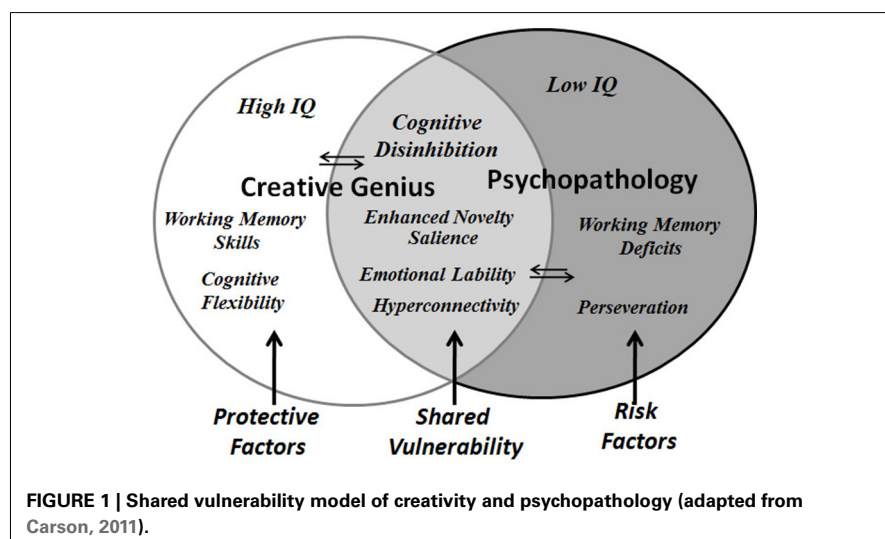 High IQ
Low IQ
Cognitive
Disinhibition
Creative Genius
Psychopathology
Working Memory
Skills
Enhanced Novelty
Salience
Working Memory
Deficits
Cognitive
Flexibility
Emotional Lability
Hyperconnectivity
Perseveration
Protective
Factors
Shared
Vulnerability
Risk
Factors
FIGURE 1 | Shared vulnerability model of creativity and psychopathology (adapted from
Carson, 2011).